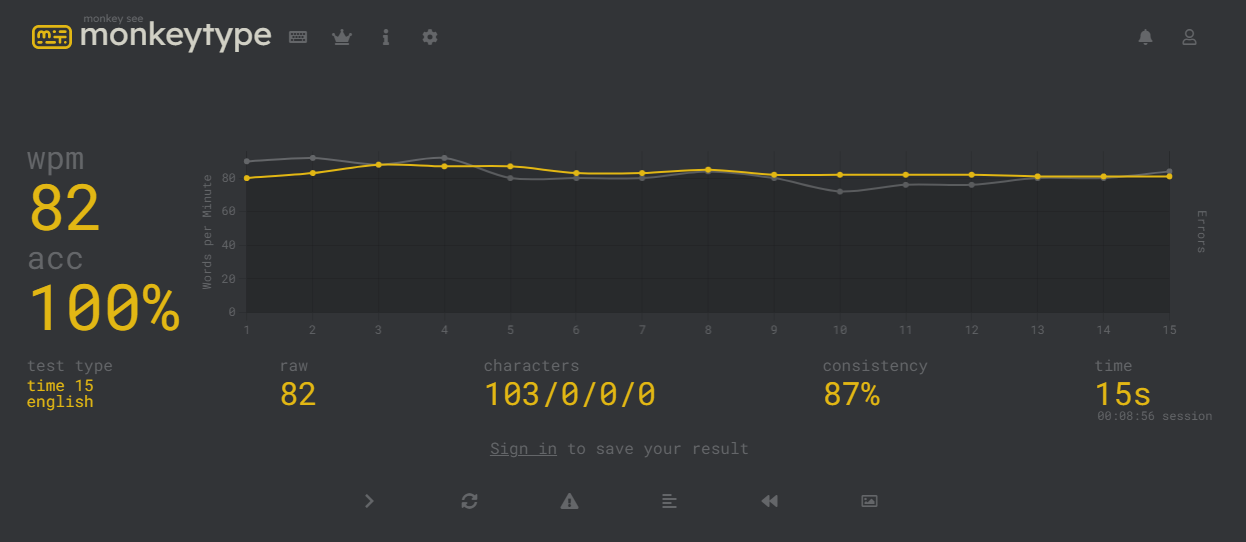 monkey see
monkeytype
wpm
82
acc
100%
Words per Minute
80
60
40
20
0
1 2 3 4 5 6 7 8 9 10 11 12 13 14 15
Errors
test type
time 15
english
raw
82
characters
103/0/0/0
consistency
87%
time
15s
00:08:56 session
Sign in to save your result